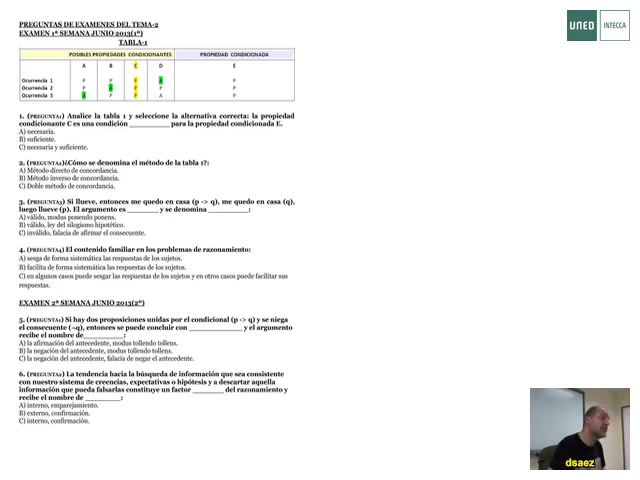 PREGUNTAS DE EXAMENES DEL TEMA-2
EXAMEN 1ª SEMANA JUNIO 2013(1º)
TABLA-1
POSIBLES PROPIEDADES CONDICIONANTES PROPIEDAD CONDICIONADA
A B C D E
Ocurrencia 1 P P P A P
Ocurrencia 2 P A P P P
Ocurrencia 3 A P P A P
1. (PREGUNTA1) Analice la tabla 1 y seleccione la alternativa correcta: la propiedad
condicionante C es una condición _________ para la propiedad condicionada E.
A) necesaria.
B) suficiente.
C) necesaria y suficiente.
2. (PREGUNTA2)¿Cómo se denomina el método de la tabla 1?:
A) Método directo de concordancia.
B) Método inverso de concordancia.
C) Doble método de concordancia.
3. (PREGUNTA3) Si llueve, entonces me quedo en casa (p -> q), me quedo en casa (q),
luego llueve (p). El argumento es _______ y se denomina _________:
A) válido, modus ponendo ponens.
B) válido, ley del silogismo hipotético.
C) inválido, falacia de afirmar el consecuente.
4. (PREGUNTA4) El contenido familiar en los problemas de razonamiento:
A) sesga de forma sistemática las respuestas de los sujetos.
B) facilita de forma sistemática las respuestas de los sujetos.
C) en algunos casos puede sesgar las respuestas de los sujetos y en otros casos puede facilitar sus
respuestas.
EXAMEN 2ª SEMANA JUNIO 2013(2º)
5. (PREGUNTA1) Si hay dos proposiciones unidas por el condicional (p -> q) y se niega
el consecuente (¬q), entonces se puede concluir con ____________ y el argumento
recibe el nombre de_________:
A) la afirmación del antecedente, modus tollendo tollens.
B) la negación del antecedente, modus tollendo tollens.
C) la negación del antecedente, falacia de negar el antecedente.
6. (PREGUNTA2) La tendencia hacia la búsqueda de información que sea consistente
con nuestro sistema de creencias, expectativas o hipótesis y a descartar aquella
información que pueda falsarlas constituye un factor _______ del razonamiento y
recibe el nombre de ________:
A) interno, emparejamiento.
B) externo, confirmación.
C) interno, confirmación.
UNED
INTECCA
dsaez